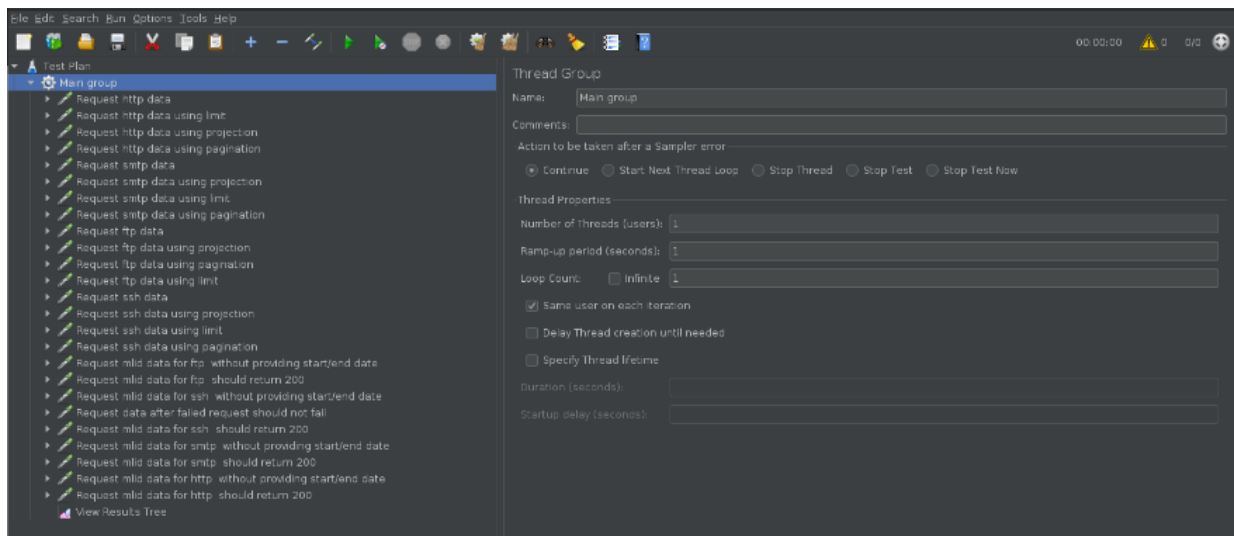 File Edit Search Run Options Tools Help
00:00:00 0 0/0
Test Plan
Main group
Request http data
Request http data using limit
Request http data using projection
Request http data using pagination
Request smtp data
Request smtp data using projection
Request smtp data using limit
Request smtp data using pagination
Request ftp data
Request ftp data using projection
Request ftp data using pagination
Request ftp data using limit
Request ssh data
Request ssh data using projection
Request ssh data using limit
Request ssh data using pagination
Request mlid data for ftp without providing start/end date
Request mlid data for ftp should return 200
Request mlid data for ssh without providing start/end date
Request data after failed request should not fail
Request mlid data for ssh should return 200
Request mlid data for smtp without providing start/end date
Request mlid data for smtp should return 200
Request mlid data for http without providing start/end date
Request mlid data for http should return 200
View Results Tree
Thread Group
Name: Main group
Comments:
Action to be taken after a Sampler error
Continue Start Next Thread Loop Stop Thread Stop Test Stop Test Now
Thread Properties
Number of Threads (users): 1
Ramp-up period (seconds): 1
Loop Count: Infinite 1
Same user on each iteration
Delay Thread creation until needed
Specify Thread lifetime
Duration (seconds):
Startup delay (seconds):